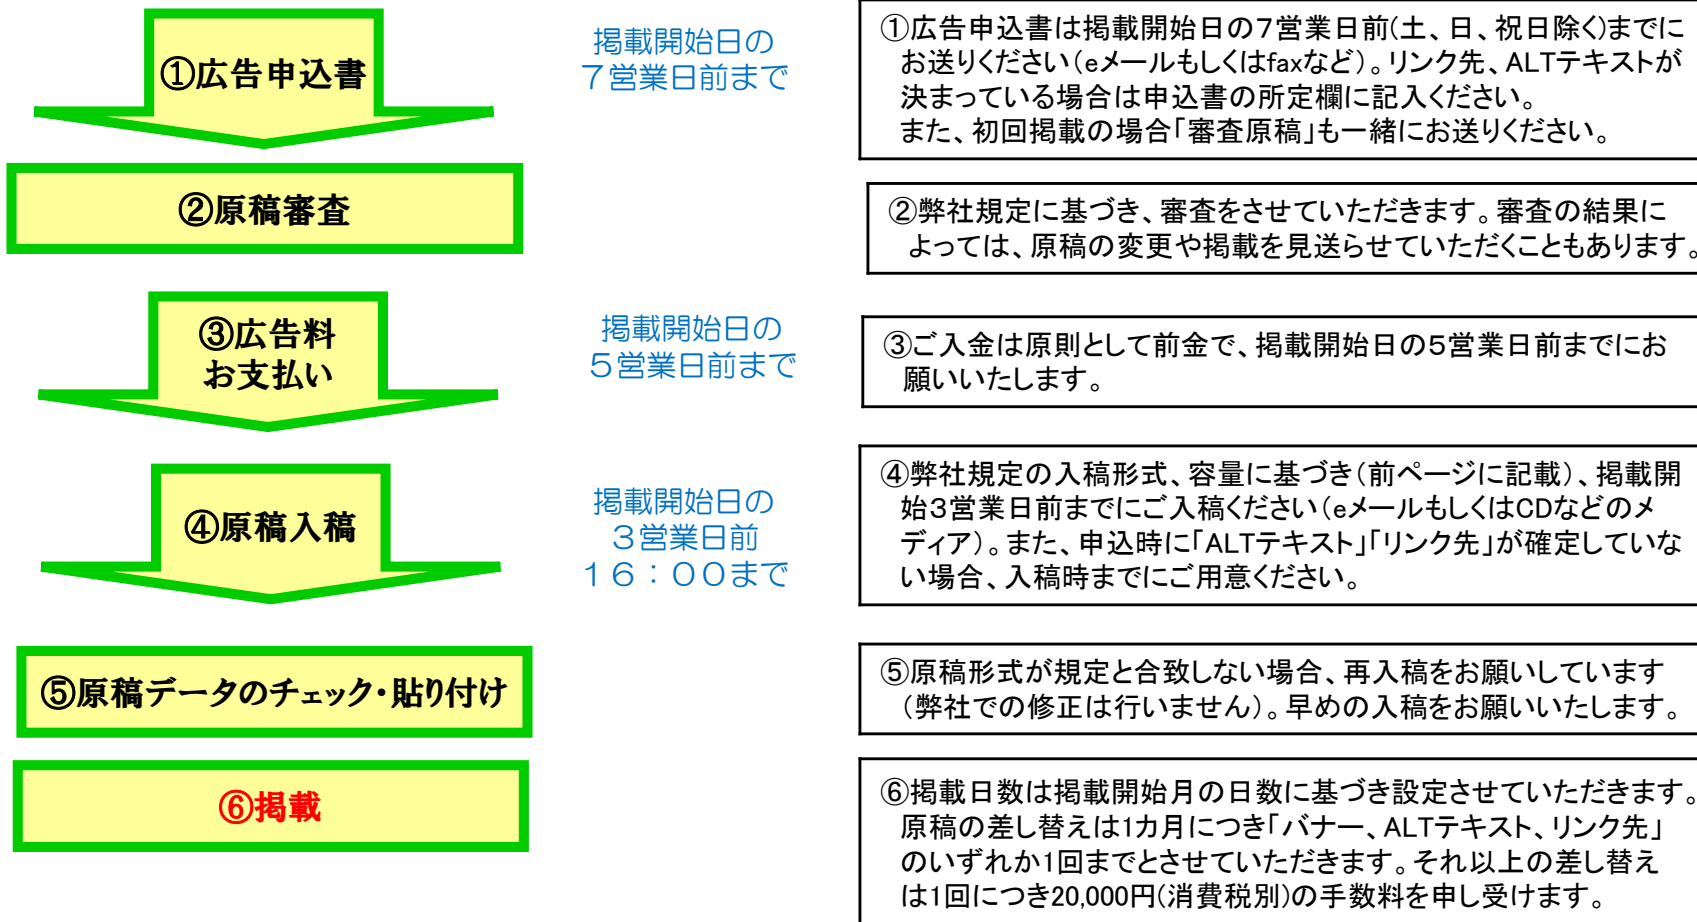 ①広告申込書
掲載開始日の
７営業日前まで
①広告申込書は掲載開始日の７営業日前(土、日、祝日除く)までに
お送りください（eメールもしくはfaxなど）。リンク先、ALTテキストが
決まっている場合は申込書の所定欄に記入ください。
また、初回掲載の場合「審査原稿」も一緒にお送りください。
②原稿審査
②弊社規定に基づき、審査をさせていただきます。審査の結果に
よっては、原稿の変更や掲載を見送らせていただくこともあります。
③広告料
お支払い
掲載開始日の
５営業日前まで
③ご入金は原則として前金で、掲載開始日の５営業日前までにお
願いいたします。
④原稿入稿
掲載開始日の
３営業日前
１６：００まで
④弊社規定の入稿形式、容量に基づき（前ページに記載）、掲載開
始３営業日前までにご入稿ください（eメールもしくはCDなどのメ
ディア）。また、申込時に「ALTテキスト」「リンク先」が確定していな
い場合、入稿時までにご用意ください。
⑤原稿データのチェック・貼り付け
⑤原稿形式が規定と合致しない場合、再入稿をお願いしています
（弊社での修正は行いません）。早めの入稿をお願いいたします。
⑥掲載
⑥掲載日数は掲載開始月の日数に基づき設定させていただきます。
原稿の差し替えは1カ月につき「バナー、ALTテキスト、リンク先」
のいずれか1回までとさせていただきます。それ以上の差し替え
は1回につき20,000円(消費税別)の手数料を申し受けます。